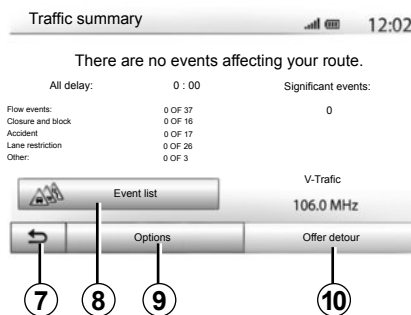 Traffic summary 12:02
There are no events affecting your route.
All delay: 0 : 00 Significant events:
Flow events: 0 OF 37 0
Closure and block 0 OF 16
Accident 0 OF 17
Lane restriction 0 OF 26
Other: 0 OF 3
V-Trafic
Event list
106.0 MHz
Options Offer detour
7 8 9 10